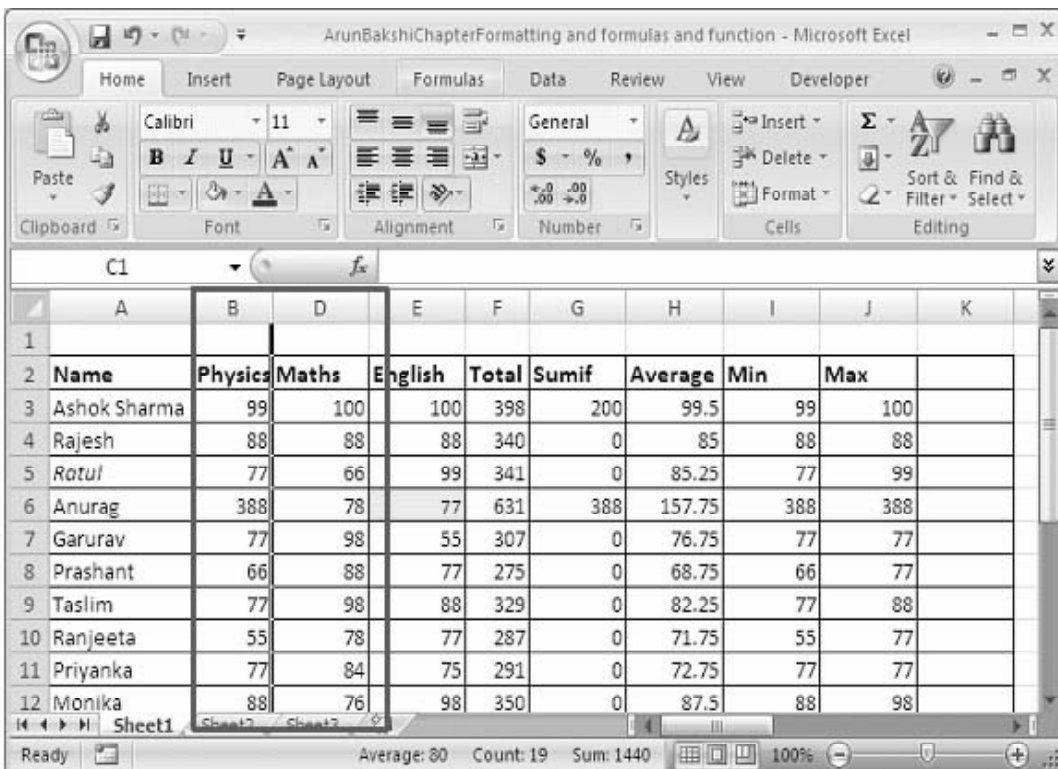 ArunBakshiChapterFormatting and formulas and function - Microsoft Excel
Home Insert Page Layout Formulas Data Review View Developer
Calibri 11 General Insert
B I U A A $ % , Delete
Paste A .0 .00 .00 .0 Styles Format Sort & Filter Find & Select
Clipboard Font Alignment Number Cells Editing
C1 fx
A B D E F G H I J K
1
2 Name Physics Maths English Total Sumif Average Min Max
3 Ashok Sharma 99 100 100 398 200 99.5 99 100
4 Rajesh 88 88 88 340 0 85 88 88
5 Ratul 77 66 99 341 0 85.25 77 99
6 Anurag 388 78 77 631 388 157.75 388 388
7 Garurav 77 98 55 307 0 76.75 77 77
8 Prashant 66 88 77 275 0 68.75 66 77
9 Taslim 77 98 88 329 0 82.25 77 88
10 Ranjeeta 55 78 77 287 0 71.75 55 77
11 Priyanka 77 84 75 291 0 72.75 77 77
12 Monika 88 76 98 350 0 87.5 88 98
Sheet1 Sheet2 Sheet3
Ready Average: 80 Count: 19 Sum: 1440 100%